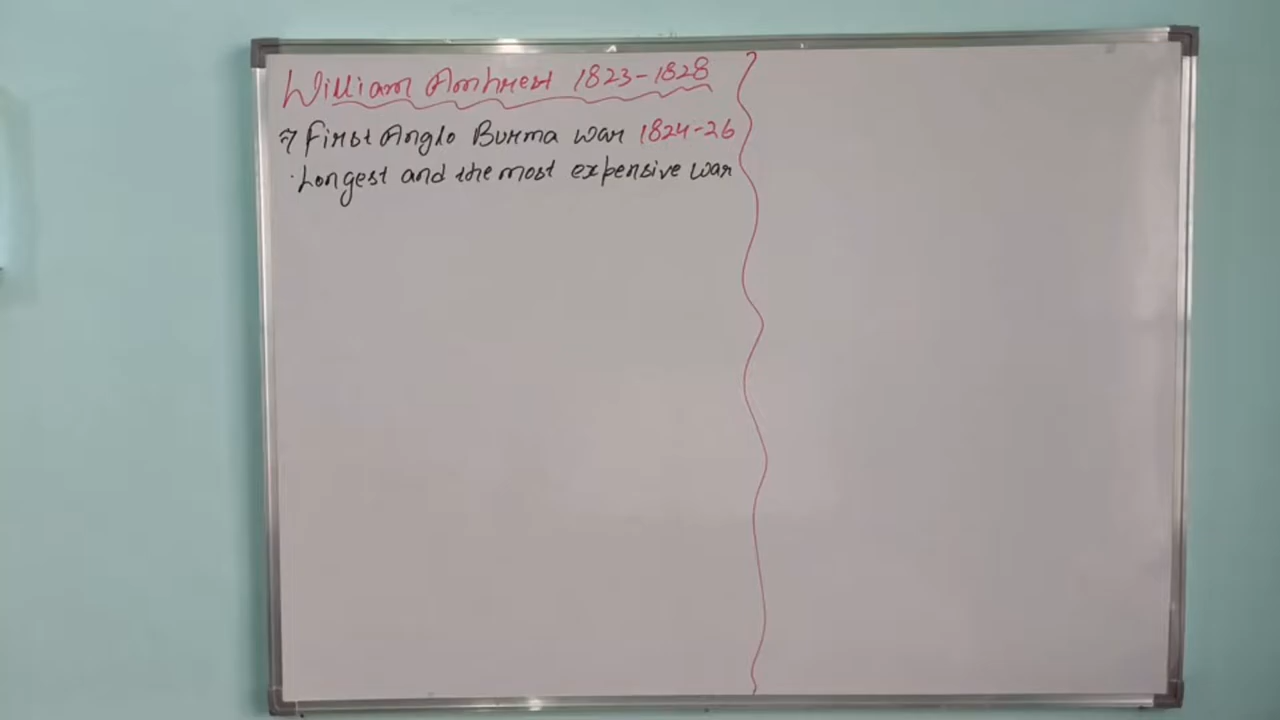 William Amherst 1823-1828
→ First Anglo Burma war 1824-26
·Longest and the most expensive war